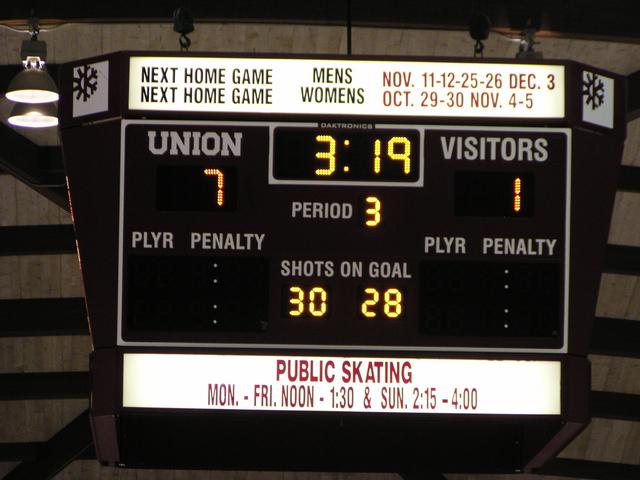 NEXT HOME GAME MENS NOV. 11-12-25-26 DEC. 3
NEXT HOME GAME WOMENS OCT. 29-30 NOV. 4-5
DAKTRONICS
UNION 3:19 VISITORS
7 1
PERIOD 3
PLYR PENALTY PLYR PENALTY
SHOTS ON GOAL
30 28
PUBLIC SKATING
MON. - FRI. NOON - 1:30 & SUN. 2:15 - 4:00